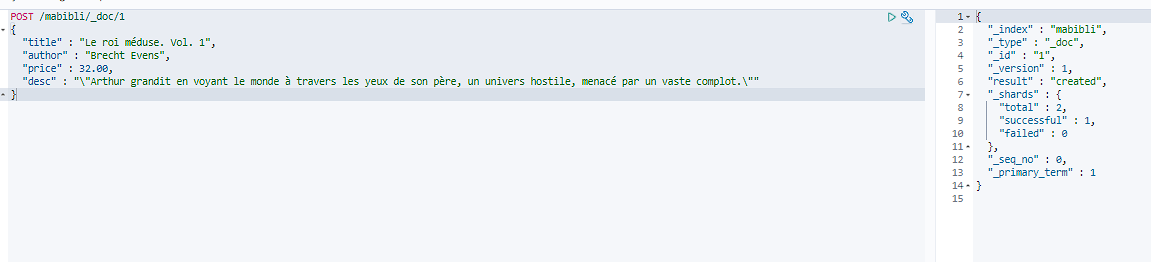 POST /mabibli/_doc/1
{
"title" : "Le roi méduse. Vol. 1",
"author" : "Brecht Evens",
"price" : 32.00,
"desc" : "\"Arthur grandit en voyant le monde à travers les yeux de son père, un univers hostile, menacé par un vaste complot.\""
}
1 {
2 "_index" : "mabibli",
3 "_type" : "_doc",
4 "_id" : "1",
5 "_version" : 1,
6 "result" : "created",
7 "_shards" : {
8 "total" : 2,
9 "successful" : 1,
10 "failed" : 0
11 },
12 "_seq_no" : 0,
13 "_primary_term" : 1
14 }
15